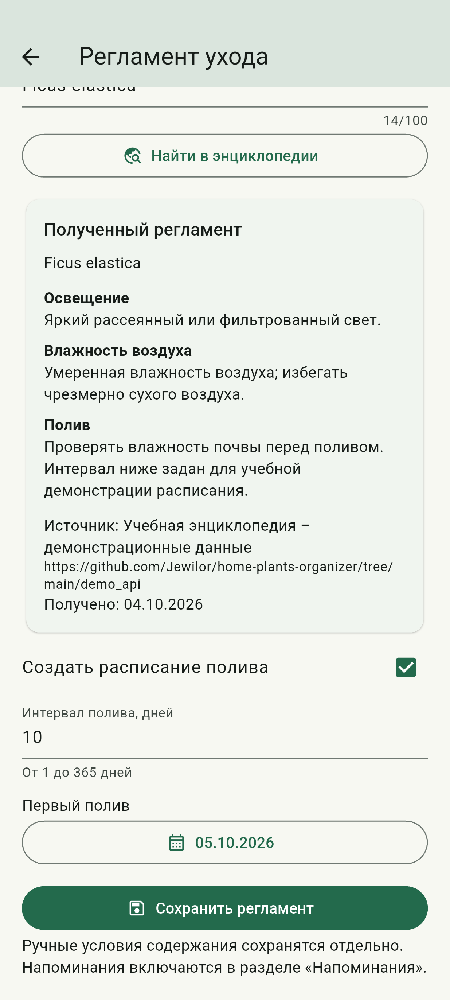 Регламент ухода
Ficus elastica
14/100
Найти в энциклопедии
Полученный регламент
Ficus elastica
Освещение
Яркий рассеянный или фильтрованный свет.
Влажность воздуха
Умеренная влажность воздуха; избегать
чрезмерно сухого воздуха.
Полив
Проверять влажность почвы перед поливом.
Интервал ниже задан для учебной
демонстрации расписания.
Источник: Учебная энциклопедия –
демонстрационные данные
https://github.com/Jewilor/home-plants-organizer/tree/
main/demo_api
Получено: 04.10.2026
Создать расписание полива
Интервал полива, дней
10
От 1 до 365 дней
Первый полив
05.10.2026
Сохранить регламент
Ручные условия содержания сохранятся отдельно.
Напоминания включаются в разделе «Напоминания».